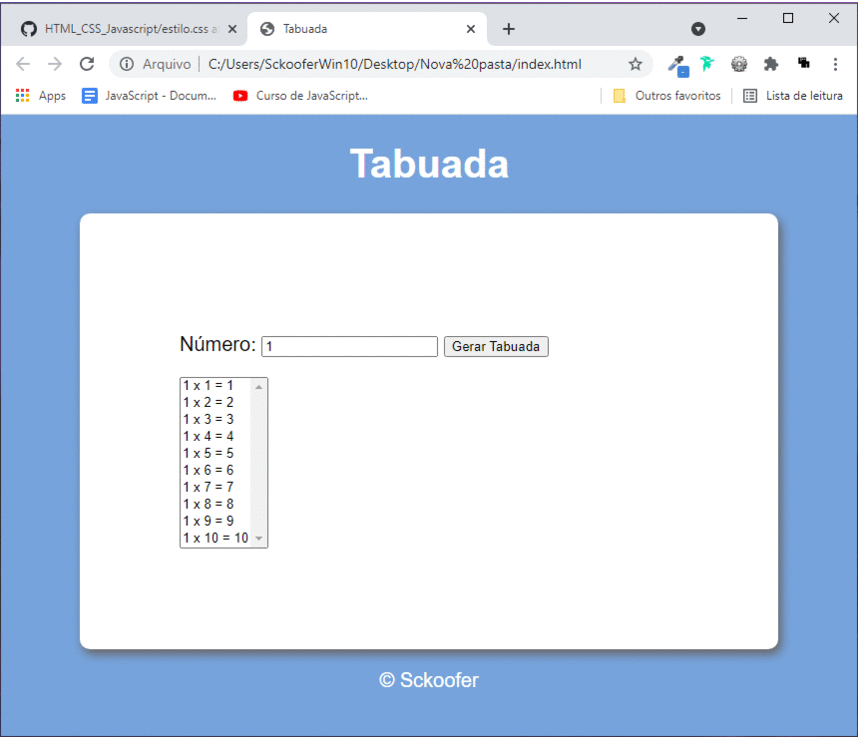 HTML_CSS_Javascript/estilo.css a
Tabuada
Arquivo
C:/Users/SckooferWin10/Desktop/Nova%20pasta/index.html
Apps
JavaScript - Docum...
Curso de JavaScript...
Outros favoritos
Lista de leitura
Tabuada
Número: 1 Gerar Tabuada
1 x 1 = 1
1 x 2 = 2
1 x 3 = 3
1 x 4 = 4
1 x 5 = 5
1 x 6 = 6
1 x 7 = 7
1 x 8 = 8
1 x 9 = 9
1 x 10 = 10
© Sckoofer